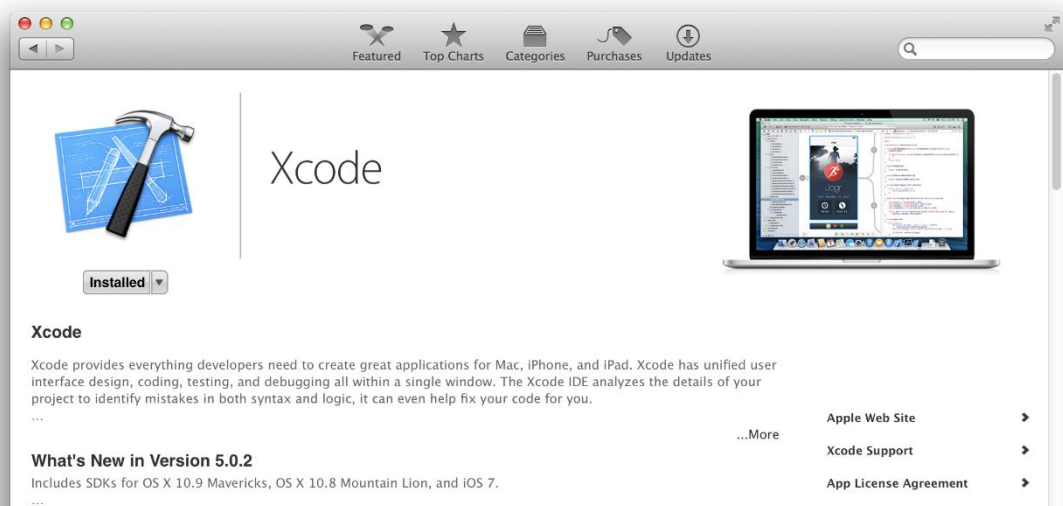 Featured
Top Charts
Categories
Purchases
Updates
Xcode
Jogr
Installed
Xcode
Xcode provides everything developers need to create great applications for Mac, iPhone, and iPad. Xcode has unified user
interface design, coding, testing, and debugging all within a single window. The Xcode IDE analyzes the details of your
project to identify mistakes in both syntax and logic, it can even help fix your code for you.
...
...More
What's New in Version 5.0.2
Includes SDKs for OS X 10.9 Mavericks, OS X 10.8 Mountain Lion, and iOS 7.
...
Apple Web Site
Xcode Support
App License Agreement